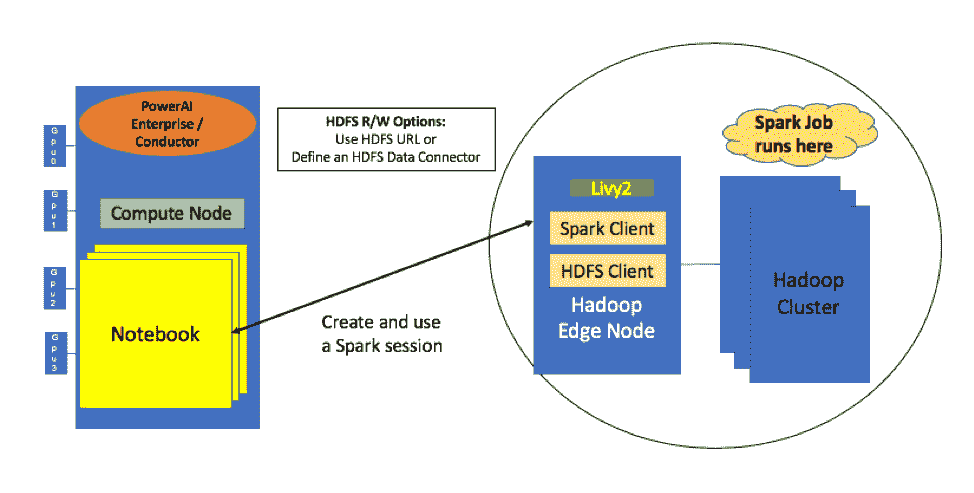 PowerAI
Enterprise /
Conductor
Gpu0
Gpu1
Gpu2
Gpu3
Compute Node
Notebook
HDFS R/W Options:
Use HDFS URL or
Define an HDFS Data Connector
Create and use
a Spark session
Livy2
Spark Client
HDFS Client
Hadoop
Edge Node
Spark Job
runs here
Hadoop
Cluster